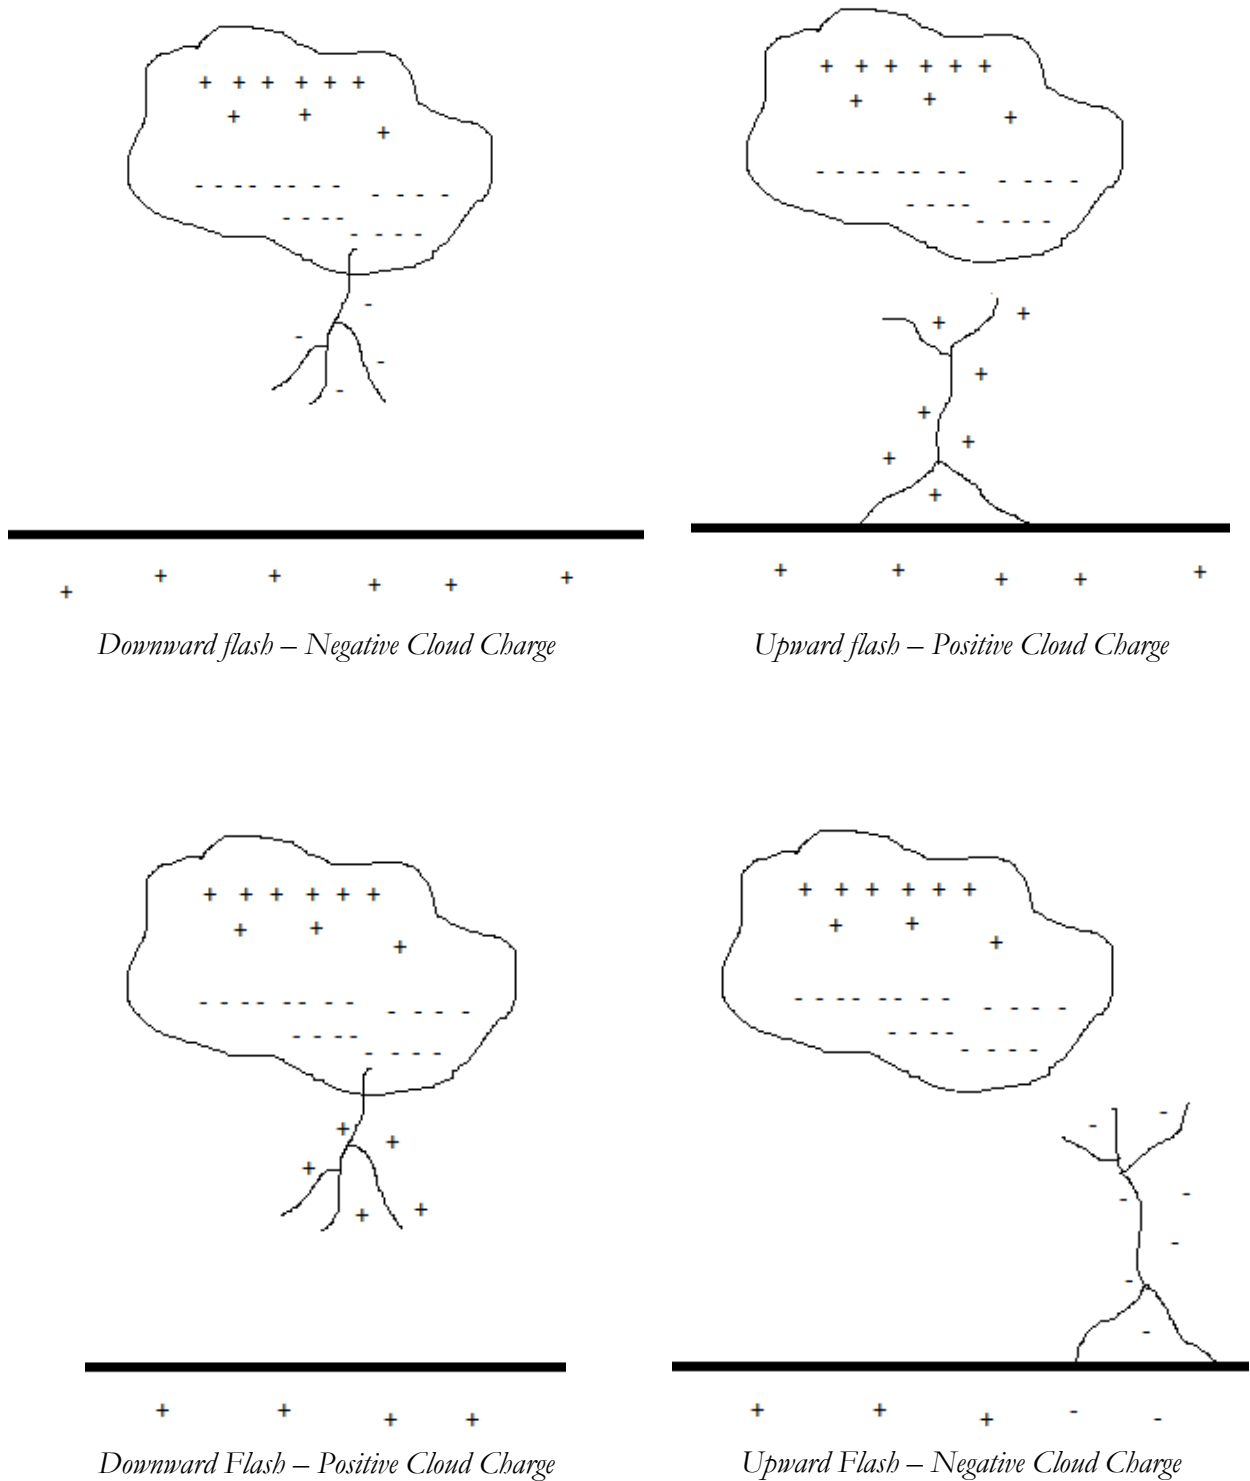 Downward flash – Negative Cloud Charge
Upward flash – Positive Cloud Charge
Downward Flash – Positive Cloud Charge
Upward Flash – Negative Cloud Charge